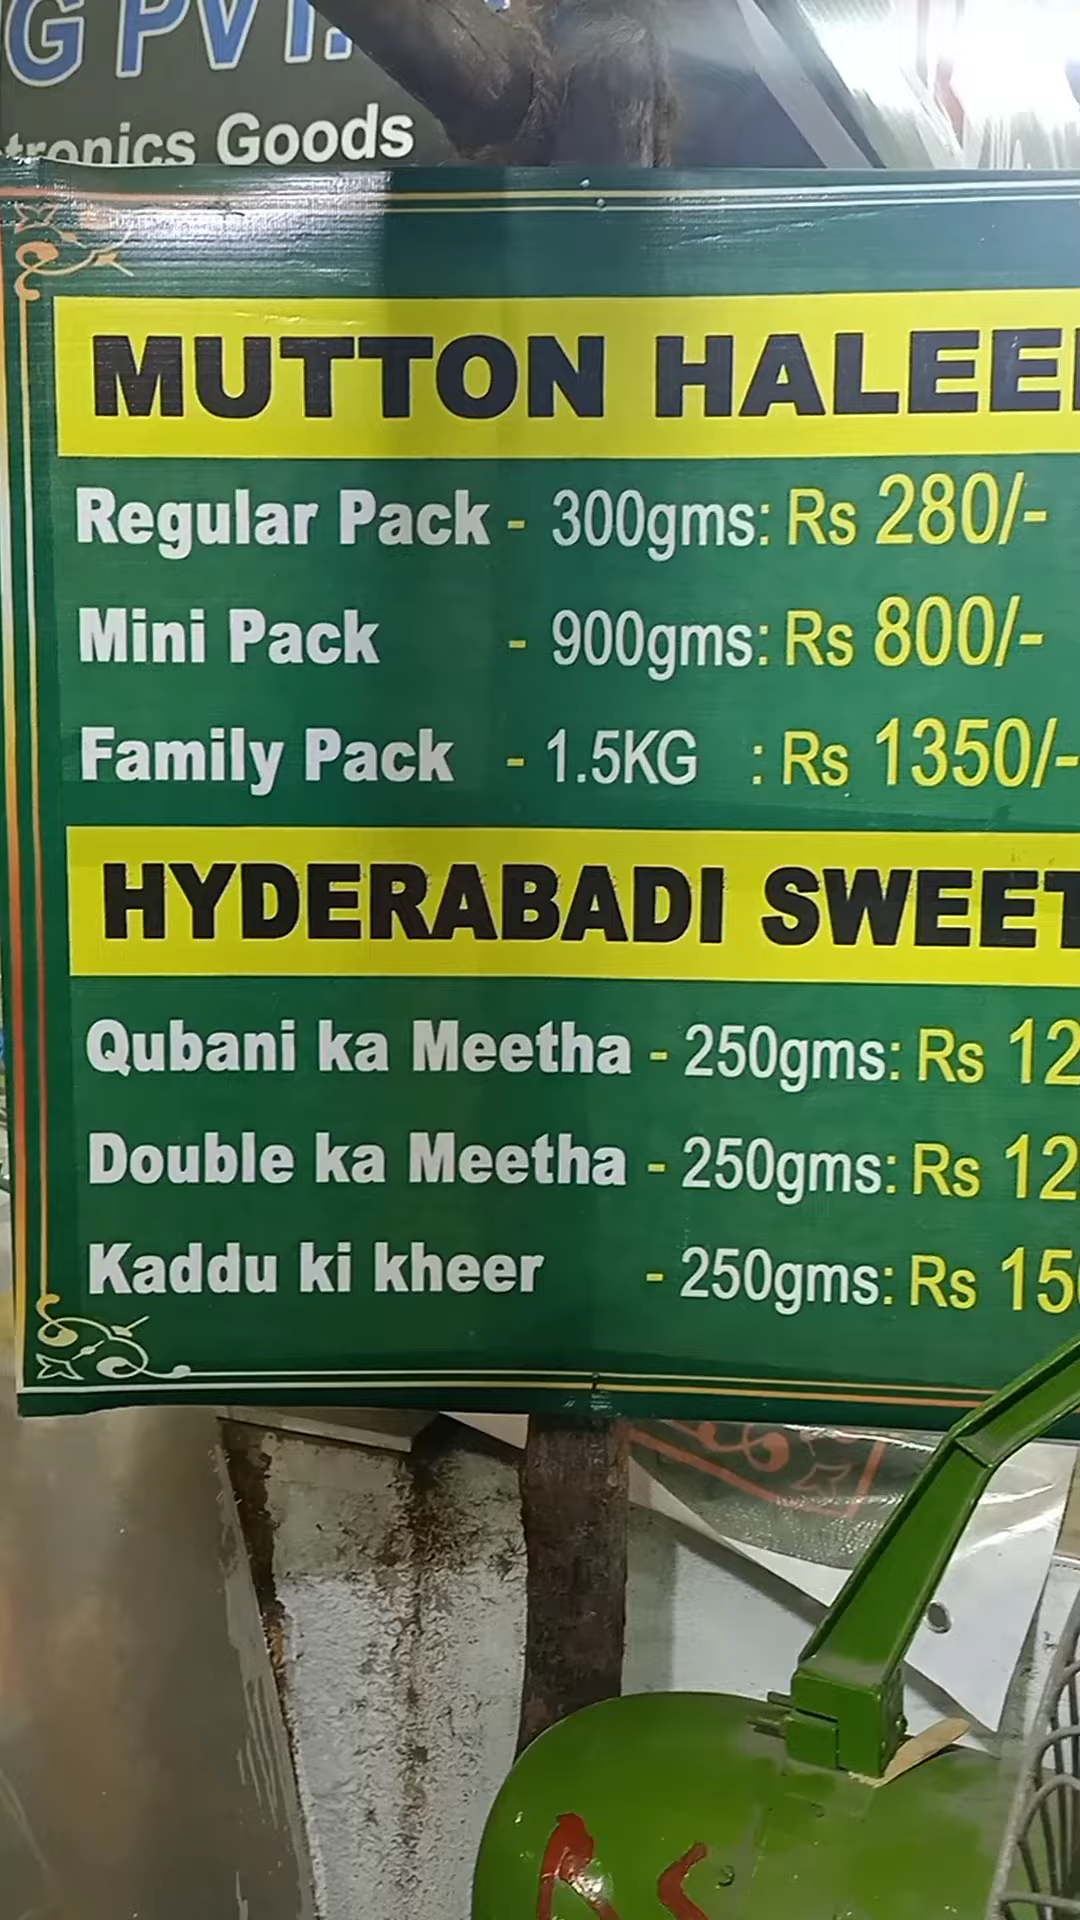 G PVT.
tronics Goods
MUTTON HALEE
Regular Pack - 300gms: Rs 280/-
Mini Pack - 900gms: Rs 800/-
Family Pack - 1.5KG : Rs 1350/-
HYDERABADI SWEET
Qubani ka Meetha - 250gms: Rs 12
Double ka Meetha - 250gms: Rs 12
Kaddu ki kheer - 250gms: Rs 15